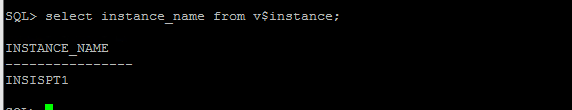 SQL> select instance_name from v$instance;
INSTANCE_NAME
----------------
INSISPT1
SQL>